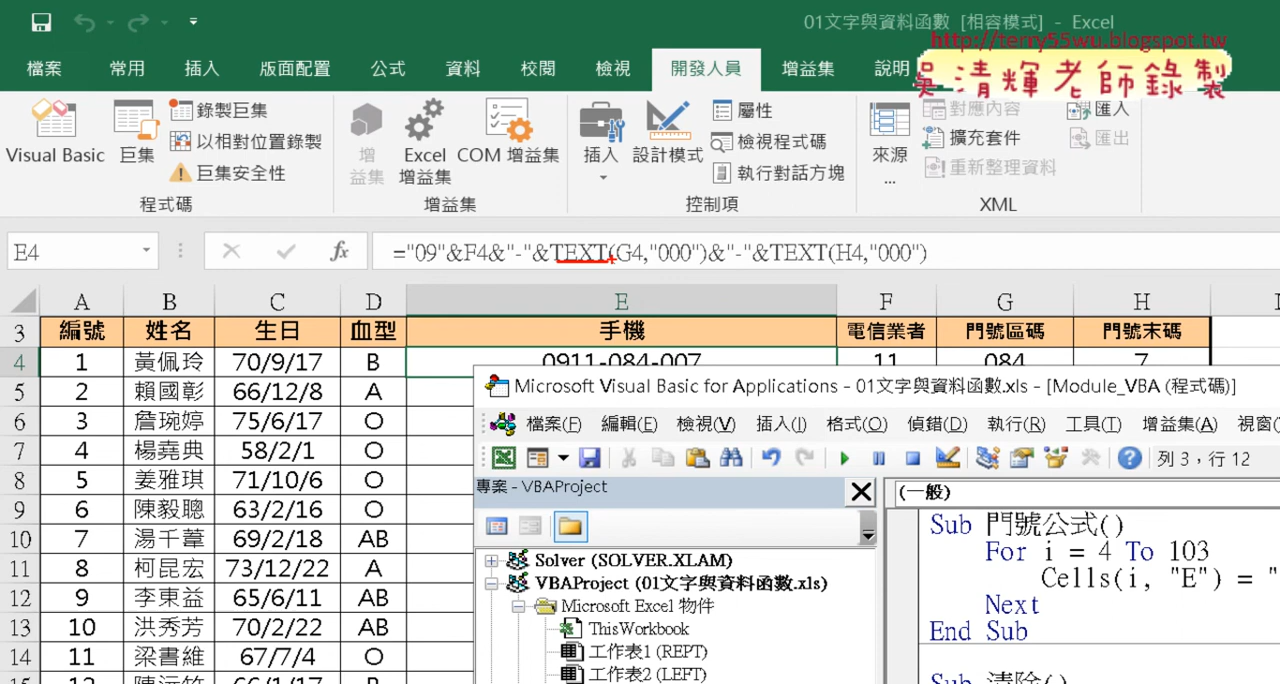 01文字與資料函數 [相容模式] - Excel
http://terry55wu.blogspot.tw
吳清輝老師錄製
檔案 常用 插入 版面配置 公式 資料 校閱 檢視 開發人員 增益集 說明
Visual Basic 巨集 錄製巨集 以相對位置錄製 巨集安全性 程式碼
增益集 Excel 增益集 COM 增益集 增益集
插入 設計模式 屬性 檢視程式碼 執行對話方塊 控制項
來源... 對應內容 擴充套件 重新整理資料 匯入 匯出 XML
E4 fx ="09"&F4&"-"&TEXT(G4,"000")&"-"&TEXT(H4,"000")
A B C D E F G H
3 編號 姓名 生日 血型 手機 電信業者 門號區碼 門號末碼
4 1 黃佩玲 70/9/17 B 0911-084-007 11 084 7
5 2 賴國彰 66/12/8 A
6 3 詹琬婷 75/6/17 O
7 4 楊堯典 58/2/1 O
8 5 姜雅琪 71/10/6 O
9 6 陳毅聰 63/2/16 O
10 7 湯千葦 69/2/18 AB
11 8 柯昆宏 73/12/22 A
12 9 李東益 65/6/11 AB
13 10 洪秀芳 70/2/22 AB
14 11 梁書維 67/7/4 O
Microsoft Visual Basic for Applications - 01文字與資料函數.xls - [Module_VBA (程式碼)]
檔案(F) 編輯(E) 檢視(V) 插入(I) 格式(O) 偵錯(D) 執行(R) 工具(T) 增益集(A) 視窗(
列 3，行 12
專案 - VBAProject
Solver (SOLVER.XLAM)
VBAProject (01文字與資料函數.xls)
Microsoft Excel 物件
ThisWorkbook
工作表1 (REPT)
工作表2 (LEFT)
(一般)
Sub 門號公式()
For i = 4 To 103
Cells(i, "E") = "
Next
End Sub
Sub 清除()